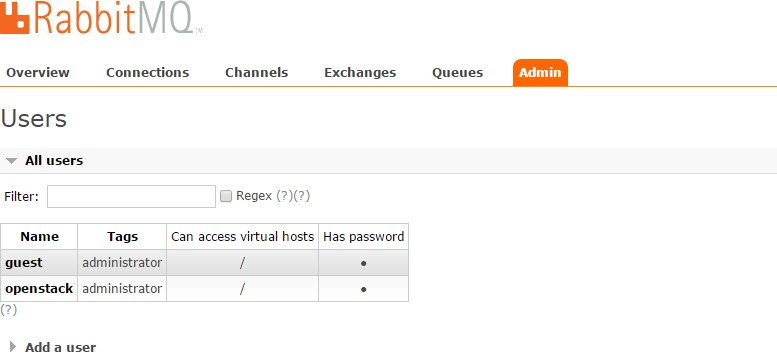 RabbitMQ™
Overview Connections Channels Exchanges Queues Admin
Users
All users
Filter: Regex (?)(?)
Name Tags Can access virtual hosts Has password
guest administrator / ●
openstack administrator / ●
(?)
Add a user